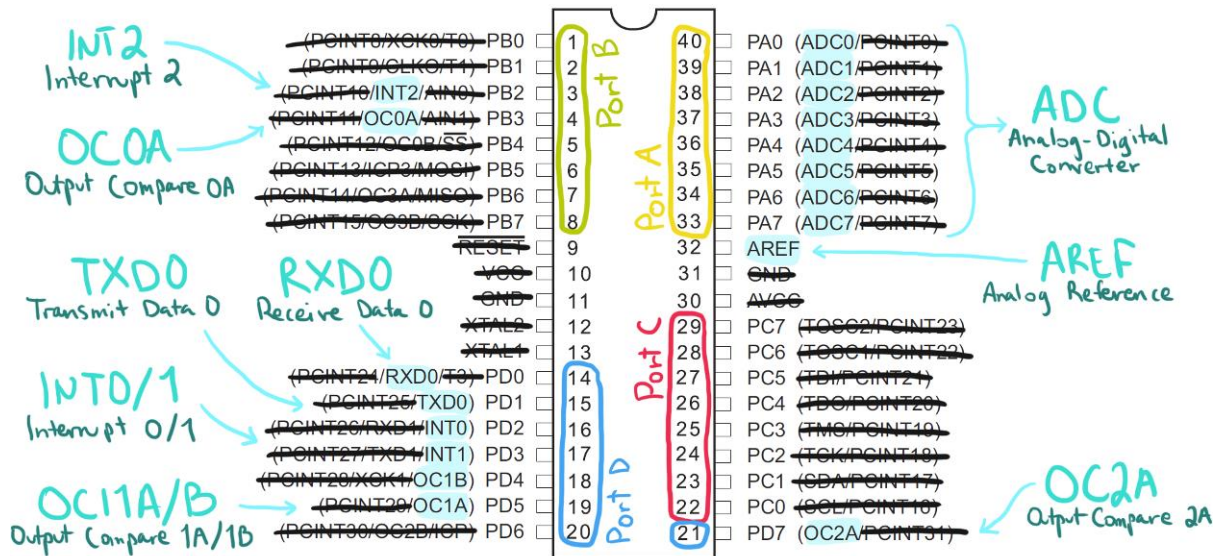 INT2
Interrupt 2
OC0A
Output Compare 0A
TXD0
Transmit Data 0
RXD0
Receive Data 0
INT0/1
Interrupt 0/1
OC11A/B
Output Compare 1A/1B
(PCINT8/XCK0/T0) PB0
(PCINT9/CLKO/T1) PB1
(PCINT10/INT2/AIN0) PB2
(PCINT11/OC0A/AIN1) PB3
(PCINT12/OC0B/SS) PB4
(PCINT13/ICP3/MOSI) PB5
(PCINT14/OC3A/MISO) PB6
(PCINT15/OC3B/SCK) PB7
RESET
VCC
GND
XTAL2
XTAL1
(PCINT24/RXD0/T3) PD0
(PCINT25/TXD0) PD1
(PCINT26/RXD1/INT0) PD2
(PCINT27/TXD1/INT1) PD3
(PCINT28/XCK1/OC1B) PD4
(PCINT29/OC1A) PD5
(PCINT30/OC2B/ICP) PD6
1
2
3
4
5
6
7
8
9
10
11
12
13
14
15
16
17
18
19
20
Port B
Port D
Port A
Port C
40
39
38
37
36
35
34
33
32
31
30
29
28
27
26
25
24
23
22
21
PA0 (ADC0/PCINT0)
PA1 (ADC1/PCINT1)
PA2 (ADC2/PCINT2)
PA3 (ADC3/PCINT3)
PA4 (ADC4/PCINT4)
PA5 (ADC5/PCINT5)
PA6 (ADC6/PCINT6)
PA7 (ADC7/PCINT7)
AREF
GND
AVCC
PC7 (TOSC2/PCINT23)
PC6 (TOSC1/PCINT22)
PC5 (TDI/PCINT21)
PC4 (TDO/PCINT20)
PC3 (TMS/PCINT19)
PC2 (TCK/PCINT18)
PC1 (SDA/PCINT17)
PC0 (SCL/PCINT16)
PD7 (OC2A/PCINT31)
ADC
Analog-Digital
Converter
AREF
Analog Reference
OC2A
Output Compare 2A